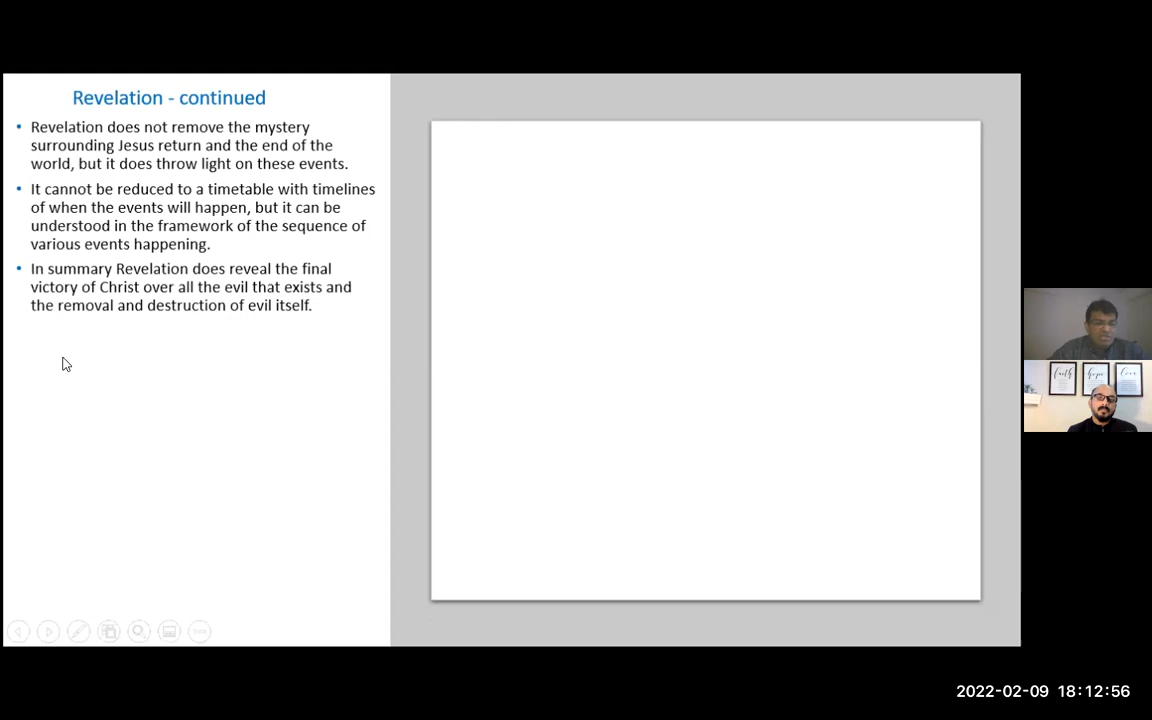 Revelation - continued
• Revelation does not remove the mystery
surrounding Jesus return and the end of the
world, but it does throw light on these events.
• It cannot be reduced to a timetable with timelines
of when the events will happen, but it can be
understood in the framework of the sequence of
various events happening.
• In summary Revelation does reveal the final
victory of Christ over all the evil that exists and
the removal and destruction of evil itself.
faith
hope
2022-02-09 18:12:56